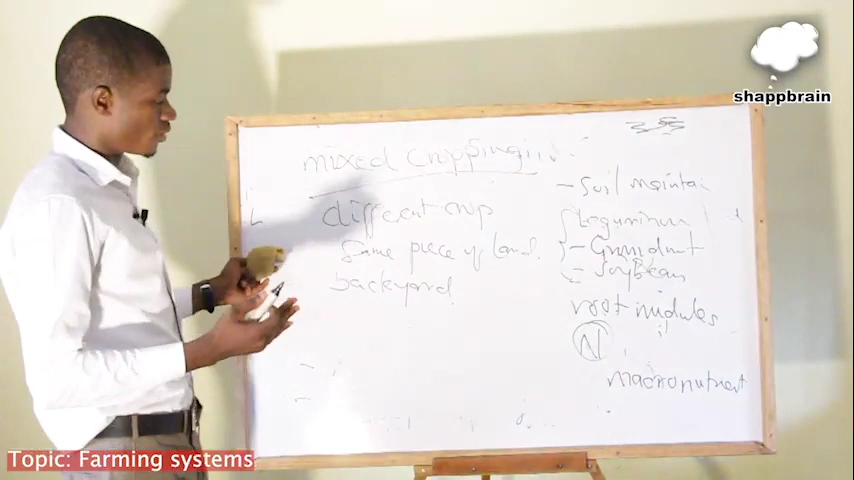 shappbrain
mixed cropping
different crop
same piece of land
backyard
- Soil maintai
Leguminous
- Groundnut
- Soybean
root nodules
N
macronutrient
Topic: Farming systems